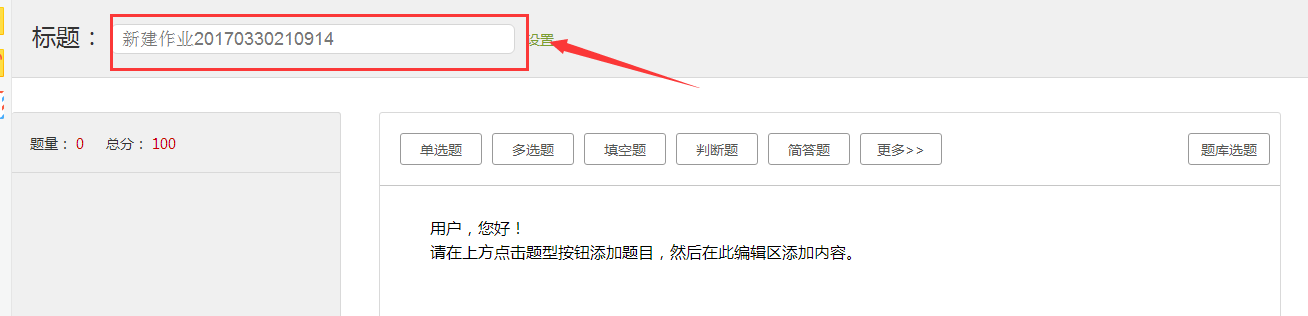 标题： 新建作业20170330210914 设置
题量： 0 总分： 100
单选题 多选题 填空题 判断题 简答题 更多>> 题库选题
用户，您好！
请在上方点击题型按钮添加题目，然后在此编辑区添加内容。